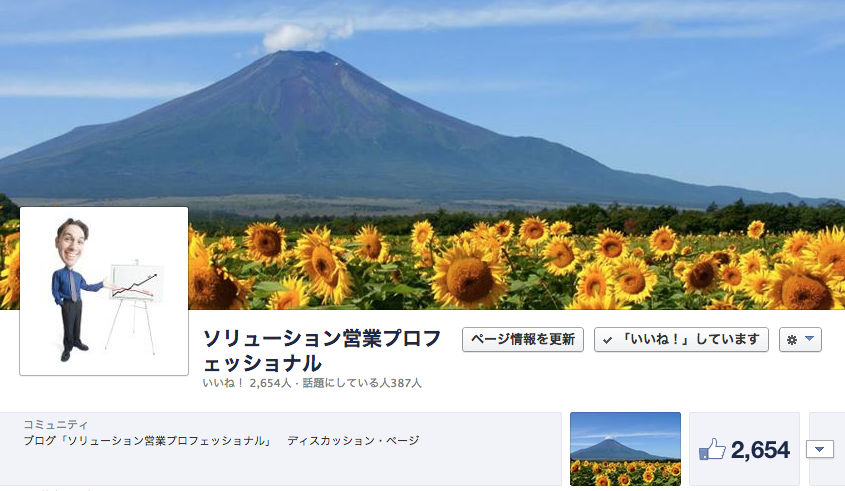 ソリューション営業プロフ
ェッショナル
いいね！ 2,654人・話題にしている人387人
ページ情報を更新
「いいね！」しています
コミュニティ
ブログ「ソリューション営業プロフェッショナル」　ディスカッション・ページ
2,654